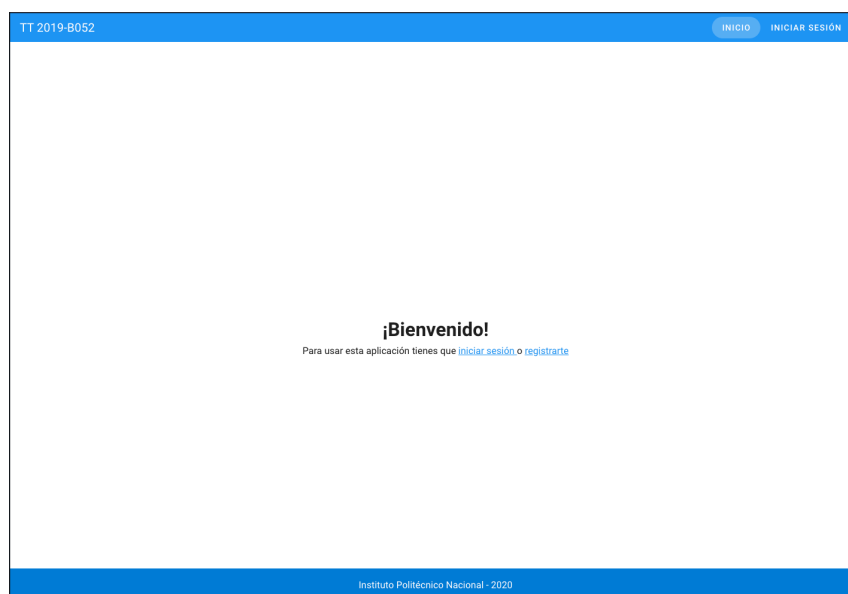 TT 2019-B052
INICIO INICIAR SESIÓN
¡Bienvenido!
Para usar esta aplicación tienes que iniciar sesión o registrarte
Instituto Politécnico Nacional - 2020